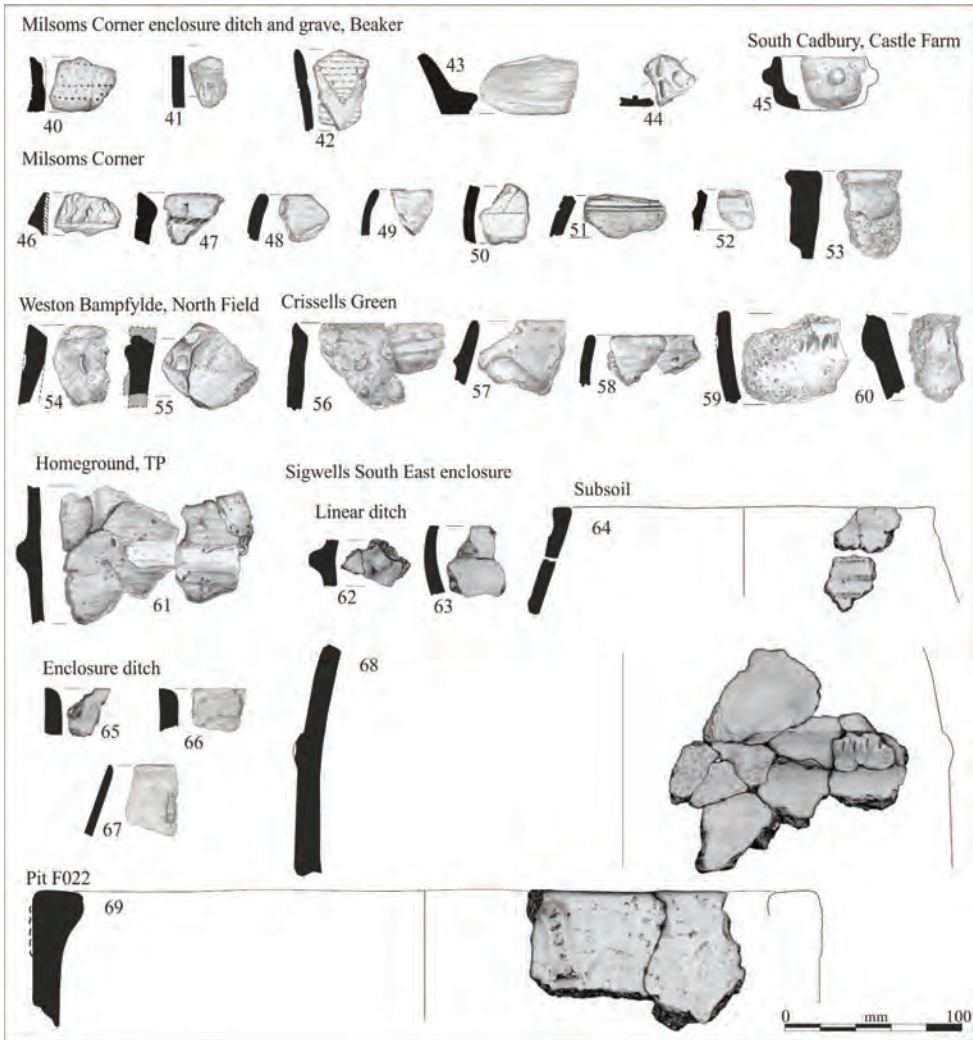 Milsoms Corner enclosure ditch and grave, Beaker
South Cadbury, Castle Farm
40
41
42
43
44
45
Milsoms Corner
46
47
48
49
50
51
52
53
Weston Bampfylde, North Field
Crissells Green
54
55
56
57
58
59
60
Homeground, TP
Sigwells South East enclosure
Linear ditch
Subsoil
61
62
63
64
Enclosure ditch
65
66
67
68
Pit F022
69
0 mm 100